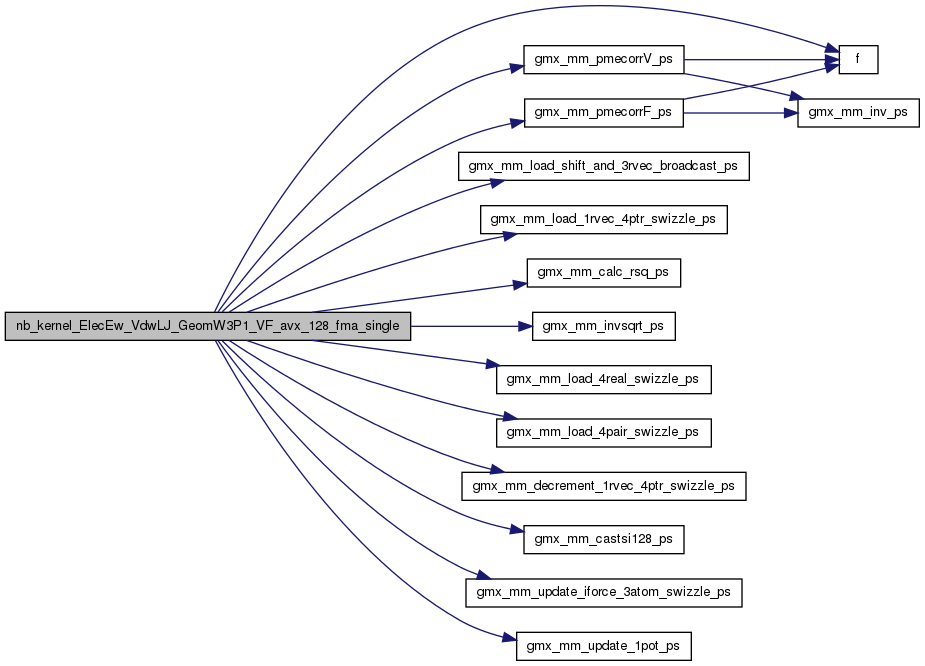 f
gmx_mm_pmecorrV_ps
gmx_mm_inv_ps
gmx_mm_pmecorrF_ps
gmx_mm_load_shift_and_3rvec_broadcast_ps
gmx_mm_load_1rvec_4ptr_swizzle_ps
gmx_mm_calc_rsq_ps
nb_kernel_ElecEw_VdwLJ_GeomW3P1_VF_avx_128_fma_single
gmx_mm_invsqrt_ps
gmx_mm_load_4real_swizzle_ps
gmx_mm_load_4pair_swizzle_ps
gmx_mm_decrement_1rvec_4ptr_swizzle_ps
gmx_mm_castsi128_ps
gmx_mm_update_iforce_3atom_swizzle_ps
gmx_mm_update_1pot_ps